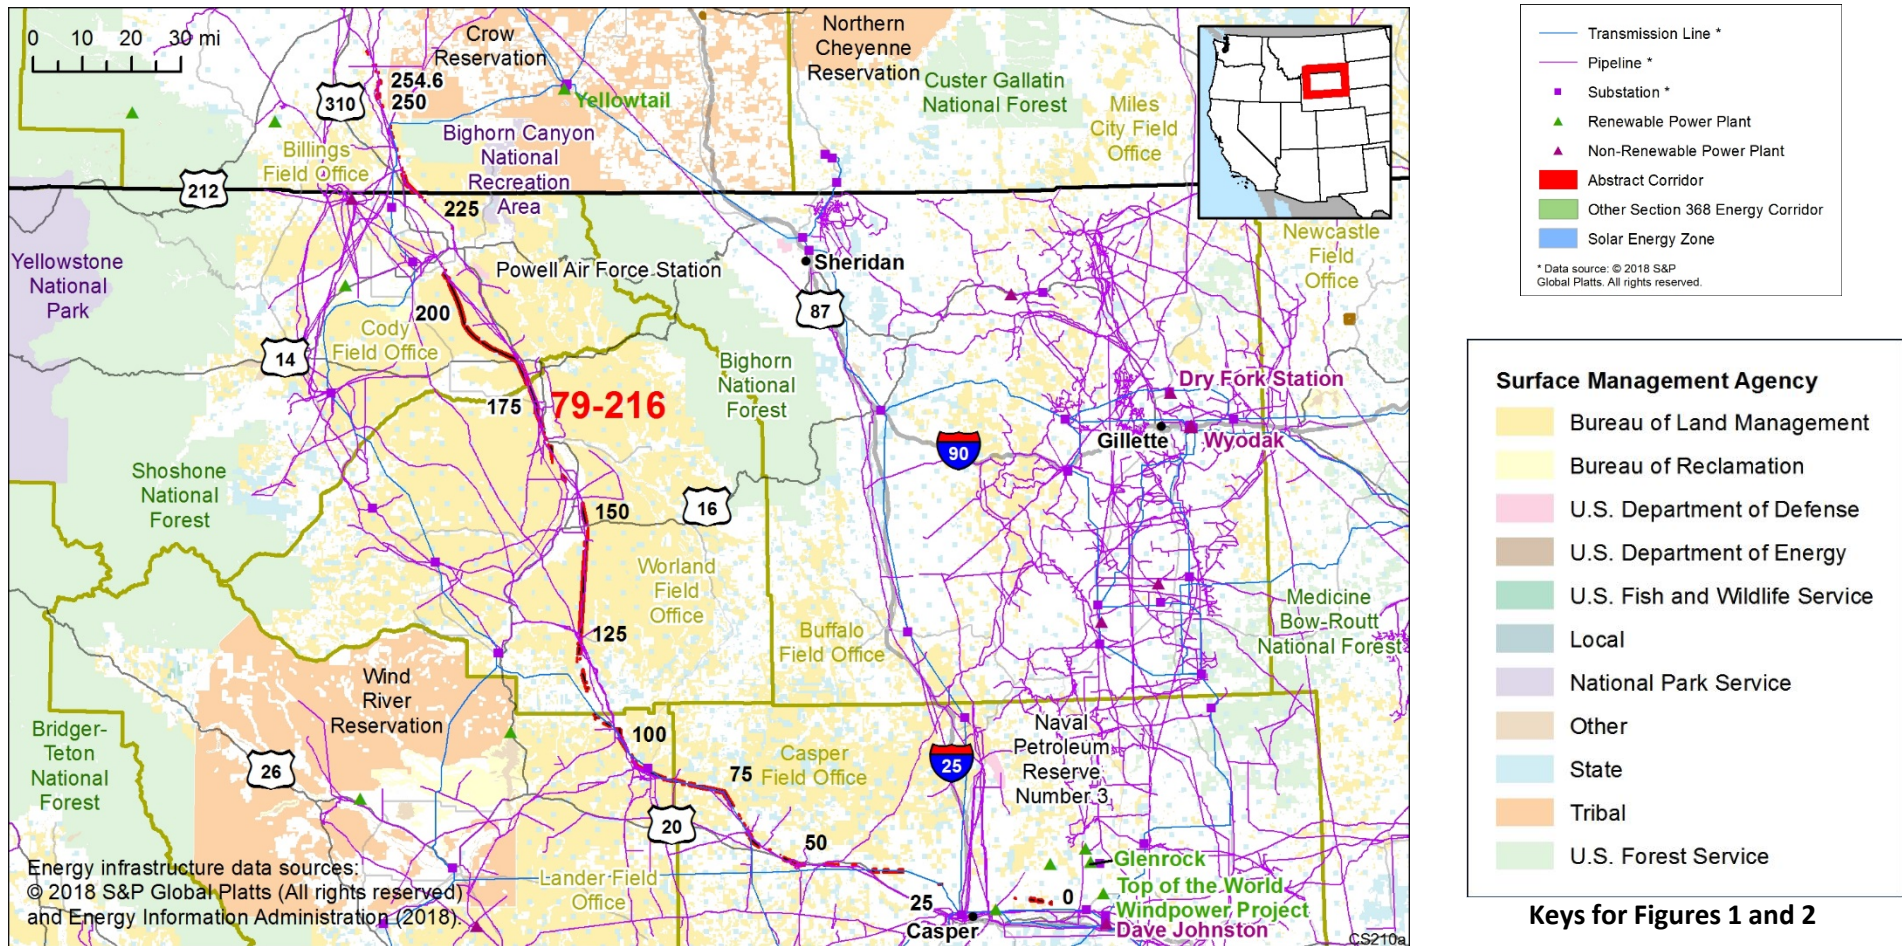 0 10 20 30 mi
Crow
Reservation
Northern
Cheyenne
Reservation
Custer Gallatin
National Forest
Miles
City Field
Office
254.6
250
310
Yellowtail
Billings
Field Office
Bighorn Canyon
National
Recreation
Area
212
225
Newcastle
Field
Office
Yellowstone
National
Park
Powell Air Force Station
Sheridan
87
200
Cody
Field Office
14
Bighorn
National
Forest
175
79-216
Dry Fork Station
Gillette
Wyodak
90
Shoshone
National
Forest
16
150
Worland
Field
Office
125
Buffalo
Field Office
Medicine
Bow-Routt
National Forest
Wind
River
Reservation
Bridger-
Teton
National
Forest
26
100
75
Casper
Field Office
25
Naval
Petroleum
Reserve
Number 3
20
50
Glenrock
Top of the World
Windpower Project
Dave Johnston
0
25
Casper
Lander Field
Office
Energy infrastructure data sources:
© 2018 S&P Global Platts (All rights reserved)
and Energy Information Administration (2018).
CS210a
Transmission Line *
Pipeline *
Substation *
Renewable Power Plant
Non-Renewable Power Plant
Abstract Corridor
Other Section 368 Energy Corridor
Solar Energy Zone
* Data source: © 2018 S&P
Global Platts. All rights reserved.
Surface Management Agency
Bureau of Land Management
Bureau of Reclamation
U.S. Department of Defense
U.S. Department of Energy
U.S. Fish and Wildlife Service
Local
National Park Service
Other
State
Tribal
U.S. Forest Service
Keys for Figures 1 and 2